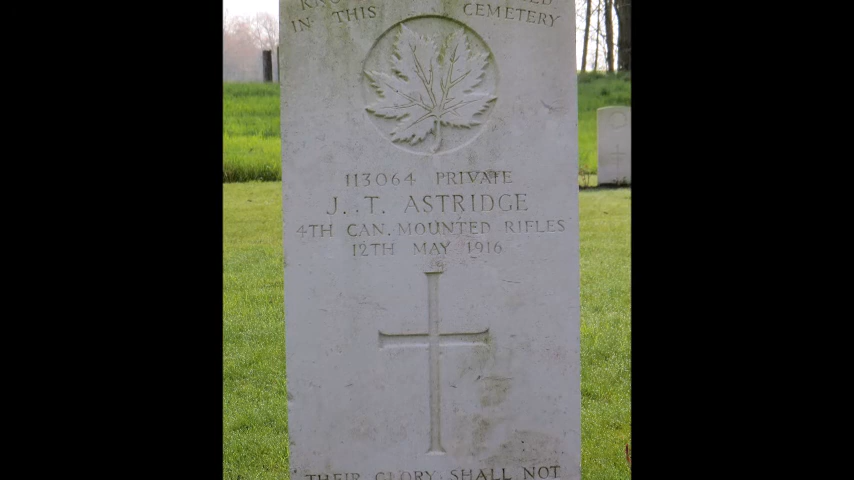 IN THIS CEMETERY
113064 PRIVATE
J. T. ASTRIDGE
4TH CAN. MOUNTED RIFLES
12TH MAY 1916
THEIR GLORY SHALL NOT